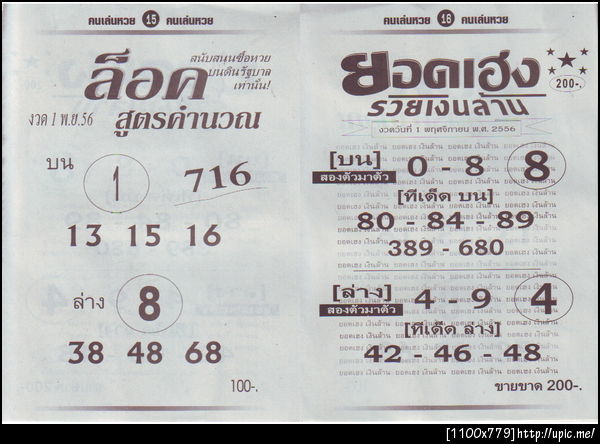 คนเล่นหวย 15 คนเล่นหวย
ล็อค
สนับสนุนซื้อหวย
บนดินรัฐบาล
เท่านั้น!
งวด 1 พ.ย.56
สูตรคำนวณ
บน 1 716
13 15 16
ล่าง 8
38 48 68
100-.
คนเล่นหวย 16 คนเล่นหวย
ยอดเฮง
200-.
รวยเงินล้าน
งวดวันที่ 1 พฤศจิกายน พ.ศ. 2556
[บน] 0 - 8 8
สองตัวมาตัว
[ทีเด็ด บน]
80 - 84 - 89
389 - 680
[ล่าง] 4 - 9 4
สองตัวมาตัว
[ทีเด็ด ล่าง]
42 - 46 - 48
ขายขาด 200-.
[1100x779]http://upic.me/